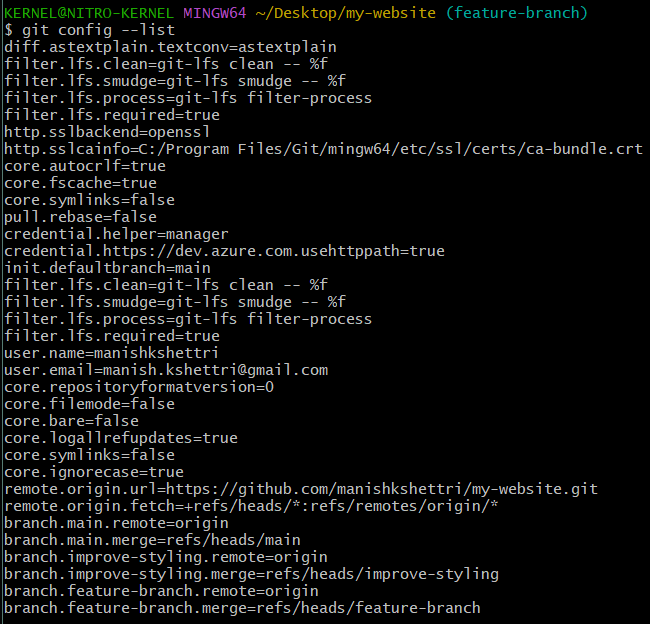 KERNEL@NITRO-KERNEL MINGW64 ~/Desktop/my-website (feature-branch)
$ git config --list
diff.astextplain.textconv=astextplain
filter.lfs.clean=git-lfs clean -- %f
filter.lfs.smudge=git-lfs smudge -- %f
filter.lfs.process=git-lfs filter-process
filter.lfs.required=true
http.sslbackend=openssl
http.sslcainfo=C:/Program Files/Git/mingw64/etc/ssl/certs/ca-bundle.crt
core.autocrlf=true
core.fscache=true
core.symlinks=false
pull.rebase=false
credential.helper=manager
credential.https://dev.azure.com.usehttppath=true
init.defaultbranch=main
filter.lfs.clean=git-lfs clean -- %f
filter.lfs.smudge=git-lfs smudge -- %f
filter.lfs.process=git-lfs filter-process
filter.lfs.required=true
user.name=manishkshettri
user.email=manish.kshettri@gmail.com
core.repositoryformatversion=0
core.filemode=false
core.bare=false
core.logallrefupdates=true
core.symlinks=false
core.ignorecase=true
remote.origin.url=https://github.com/manishkshettri/my-website.git
remote.origin.fetch=+refs/heads/*:refs/remotes/origin/*
branch.main.remote=origin
branch.main.merge=refs/heads/main
branch.improve-styling.remote=origin
branch.improve-styling.merge=refs/heads/improve-styling
branch.feature-branch.remote=origin
branch.feature-branch.merge=refs/heads/feature-branch